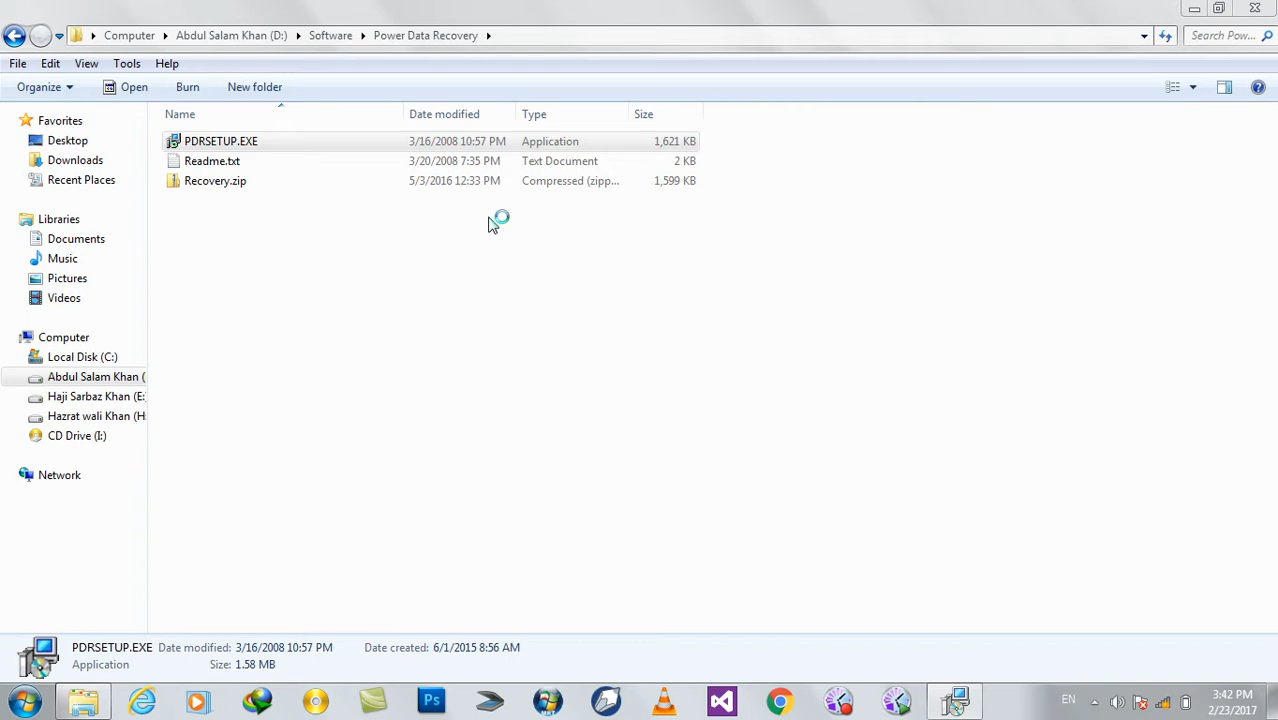 Computer Abdul Salam Khan (D:) Software Power Data Recovery Search Pow...
File Edit View Tools Help
Organize Open Burn New folder
Favorites
Desktop
Downloads
Recent Places
Libraries
Documents
Music
Pictures
Videos
Computer
Local Disk (C:)
Abdul Salam Khan (
Haji Sarbaz Khan (E:
Hazrat wali Khan (H
CD Drive (I:)
Network
Name Date modified Type Size
PDRSETUP.EXE 3/16/2008 10:57 PM Application 1,621 KB
Readme.txt 3/20/2008 7:35 PM Text Document 2 KB
Recovery.zip 5/3/2016 12:33 PM Compressed (zipp... 1,599 KB
PDRSETUP.EXE Date modified: 3/16/2008 10:57 PM Date created: 6/1/2015 8:56 AM
Application Size: 1.58 MB
Ps
EN
3:42 PM
2/23/2017